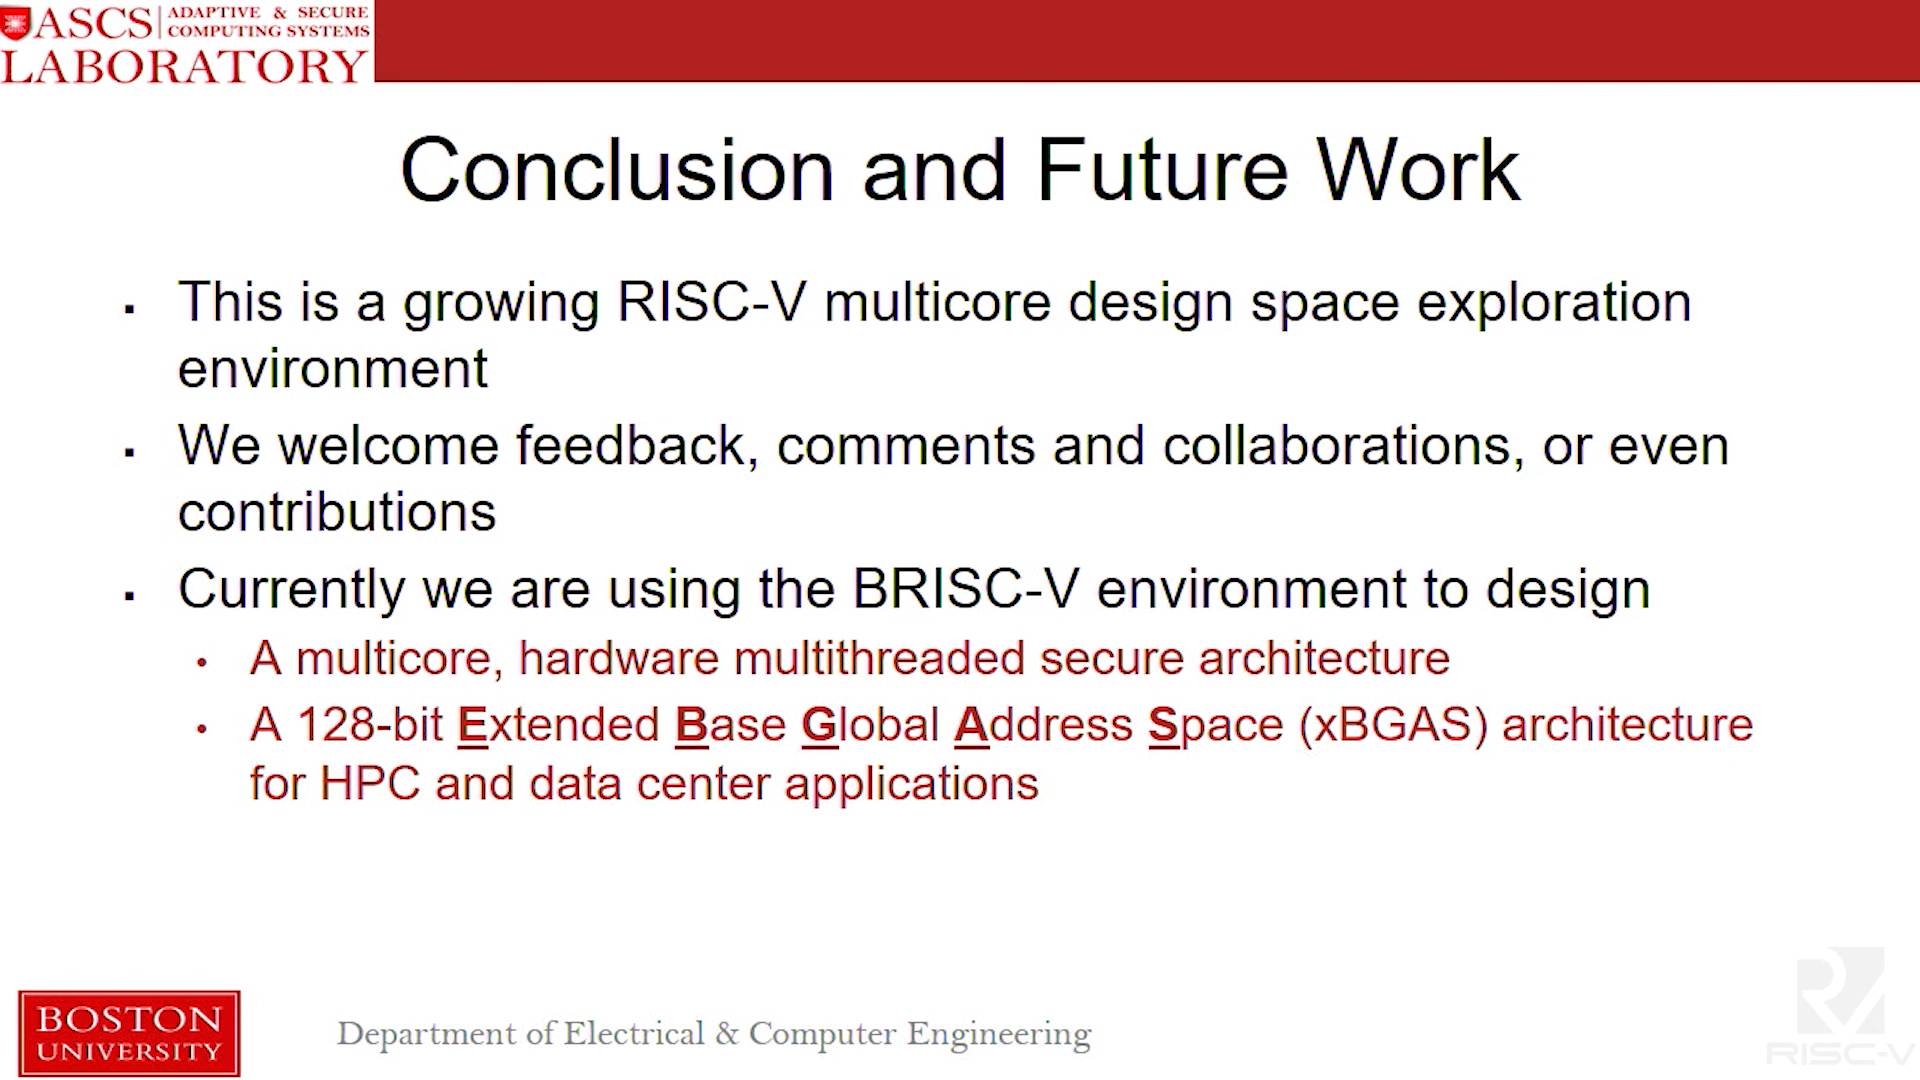 ASCS ADAPTIVE & SECURE
COMPUTING SYSTEMS
LABORATORY
Conclusion and Future Work
▪ This is a growing RISC-V multicore design space exploration
environment
▪ We welcome feedback, comments and collaborations, or even
contributions
▪ Currently we are using the BRISC-V environment to design
• A multicore, hardware multithreaded secure architecture
• A 128-bit Extended Base Global Address Space (xBGAS) architecture
for HPC and data center applications
BOSTON
UNIVERSITY
Department of Electrical & Computer Engineering
RISC-V